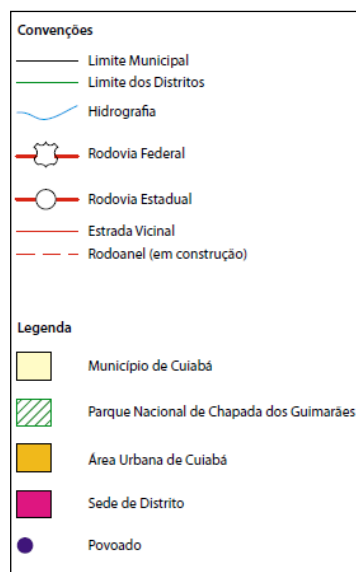 Convenções
Limite Municipal
Limite dos Distritos
Hidrografia
Rodovia Federal
Rodovia Estadual
Estrada Vicinal
Rodoanel (em construção)
Legenda
Município de Cuiabá
Parque Nacional de Chapada dos Guimarães
Área Urbana de Cuiabá
Sede de Distrito
Povoado